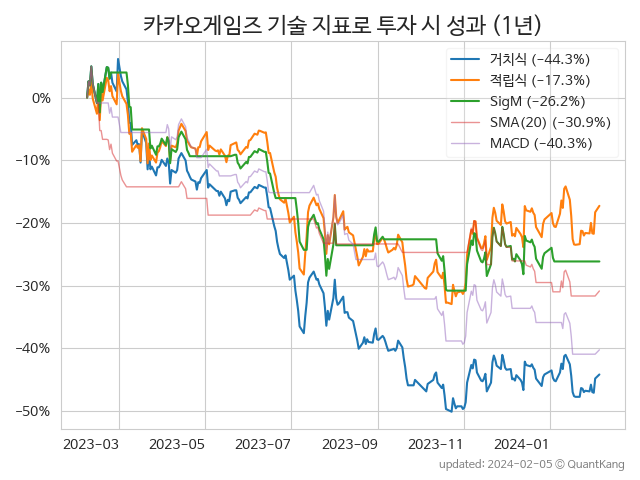 카카오게임즈 기술 지표로 투자 시 성과 (1년)
거치식 (−44.3%)
적립식 (−17.3%)
SigM (−26.2%)
SMA(20) (−30.9%)
MACD (−40.3%)
0%
−10%
−20%
−30%
−40%
−50%
2023−03
2023−05
2023−07
2023−09
2023−11
2024−01
updated: 2024−02−05 © QuantKang